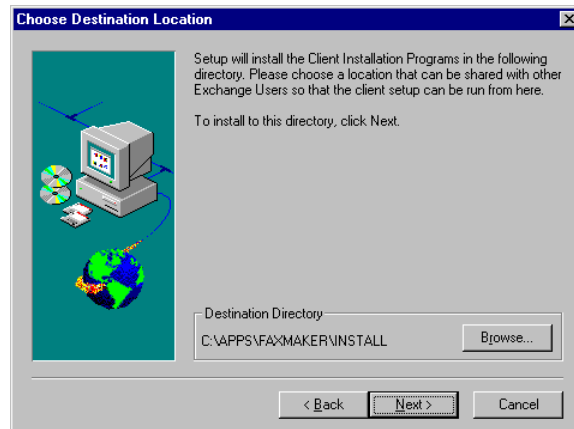 Choose Destination Location
Setup will install the Client Installation Programs in the following
directory. Please choose a location that can be shared with other
Exchange Users so that the client setup can be run from here.
To install to this directory, click Next.
Destination Directory
C:\APPS\FAXMAKER\INSTALL
Browse...
< Back
Next >
Cancel